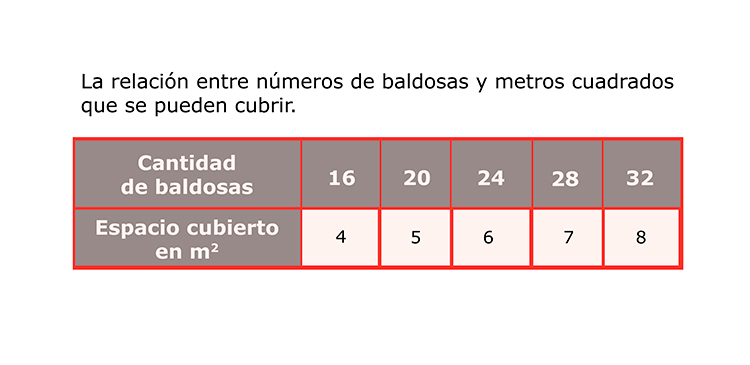 La relación entre números de baldosas y metros cuadrados
que se pueden cubrir.
Cantidad
de baldosas 16 20 24 28 32
Espacio cubierto
en m² 4 5 6 7 8